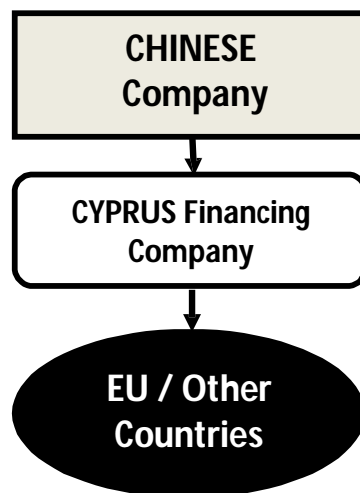 CHINESE
Company
CYPRUS Financing
Company
EU / Other
Countries